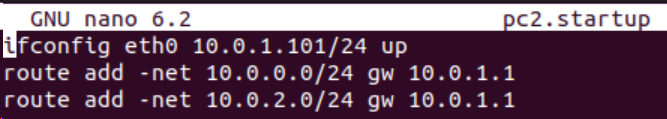 GNU nano 6.2 pc2.startup
ifconfig eth0 10.0.1.101/24 up
route add -net 10.0.0.0/24 gw 10.0.1.1
route add -net 10.0.2.0/24 gw 10.0.1.1